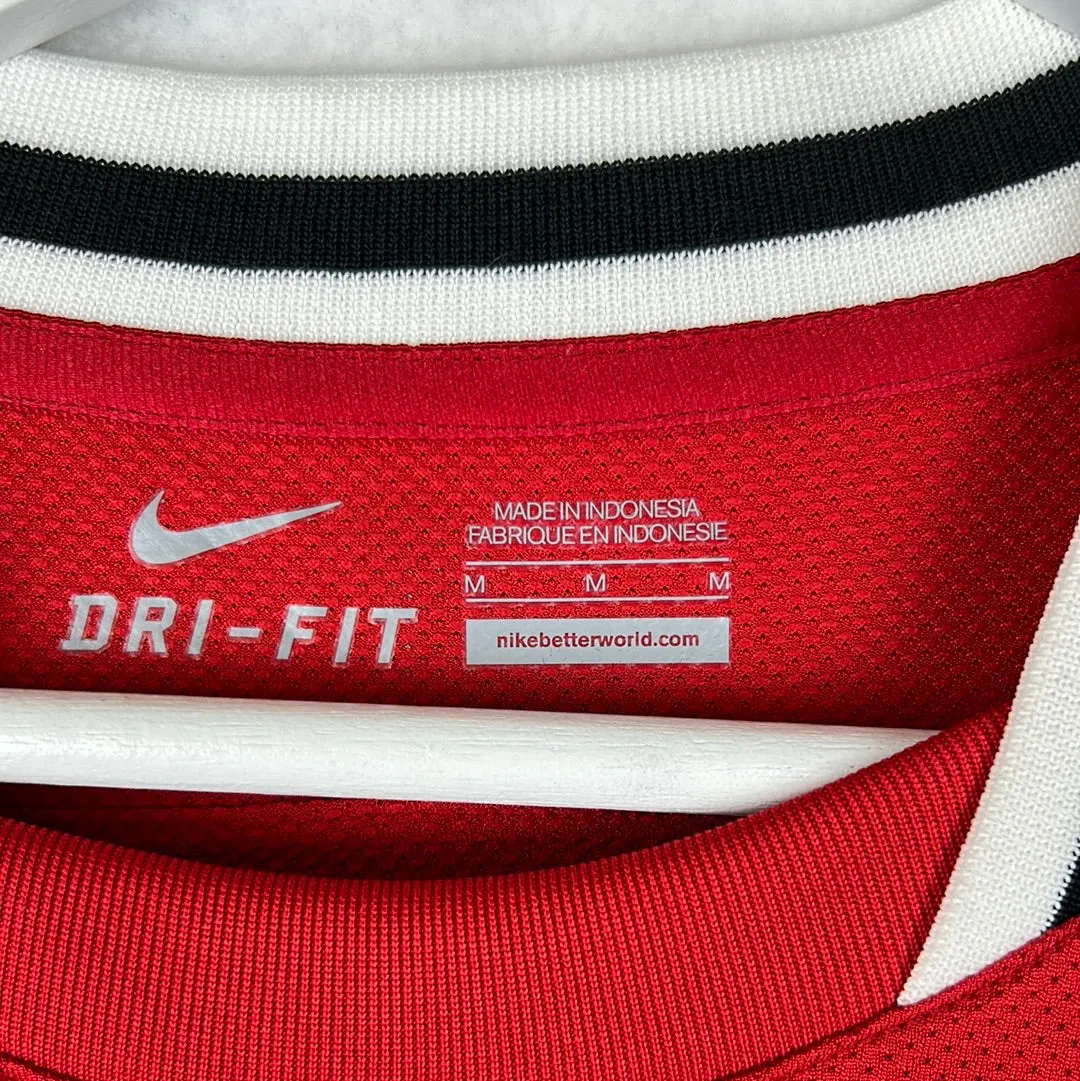 DRI-FIT
MADE IN INDONESIA
FABRIQUE EN INDONESIE
M M M
nikebetterworld.com